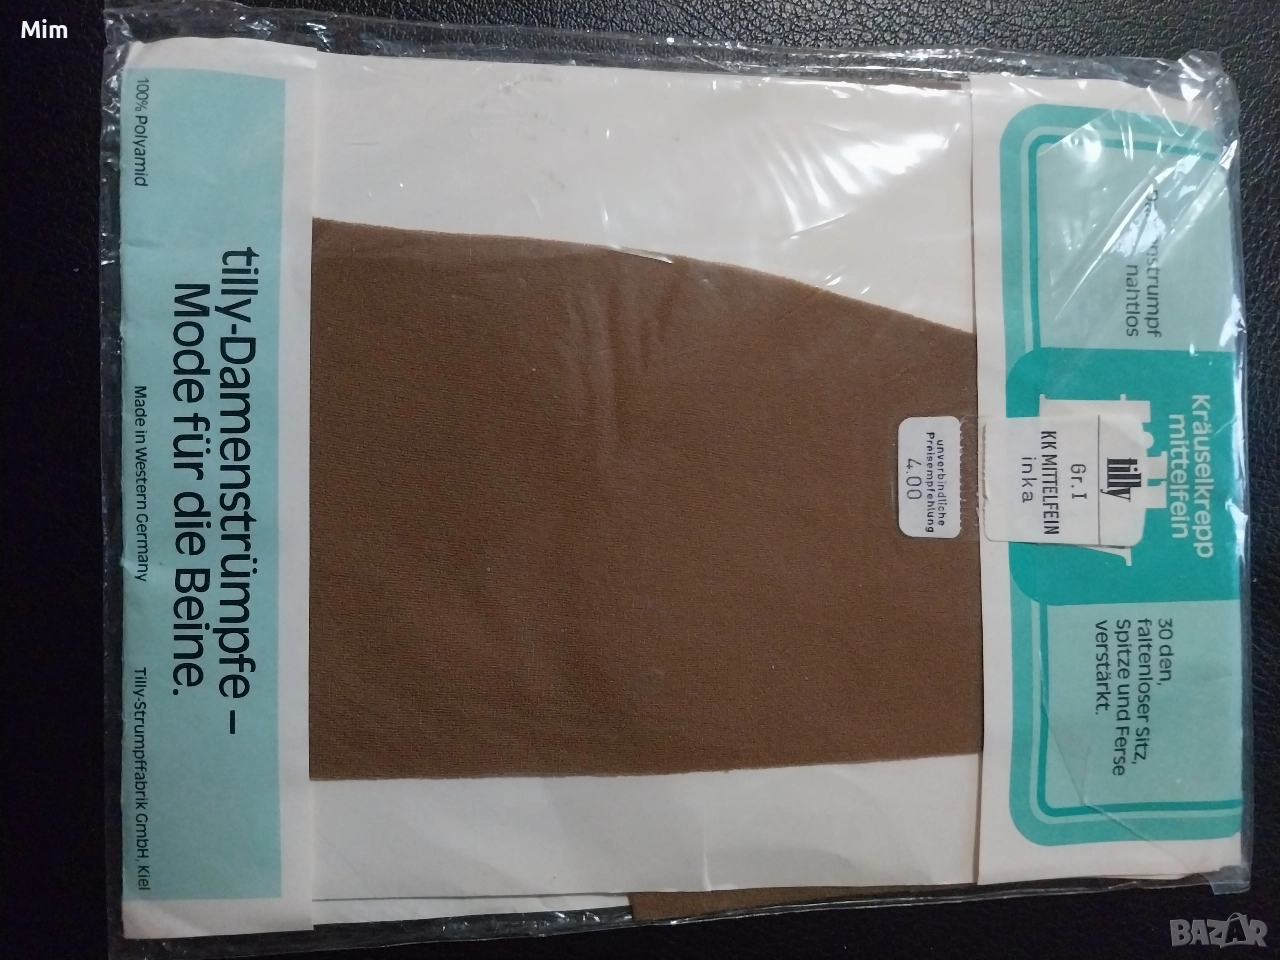 Mim
100% Polyamid
tilly-Damenstrümpfe –
Mode für die Beine.
Made in Western Germany
Tilly-Strumpffabrik GmbH, Kiel
nahtlos
Kräuselkrepp
mittelfein
tilly
Gr. I
KK MITTELFEIN
inka
unverbindliche
Preisempfehlung
4.00
30 den,
faltenloser Sitz,
Spitze und Ferse
verstärkt.
BAZAR